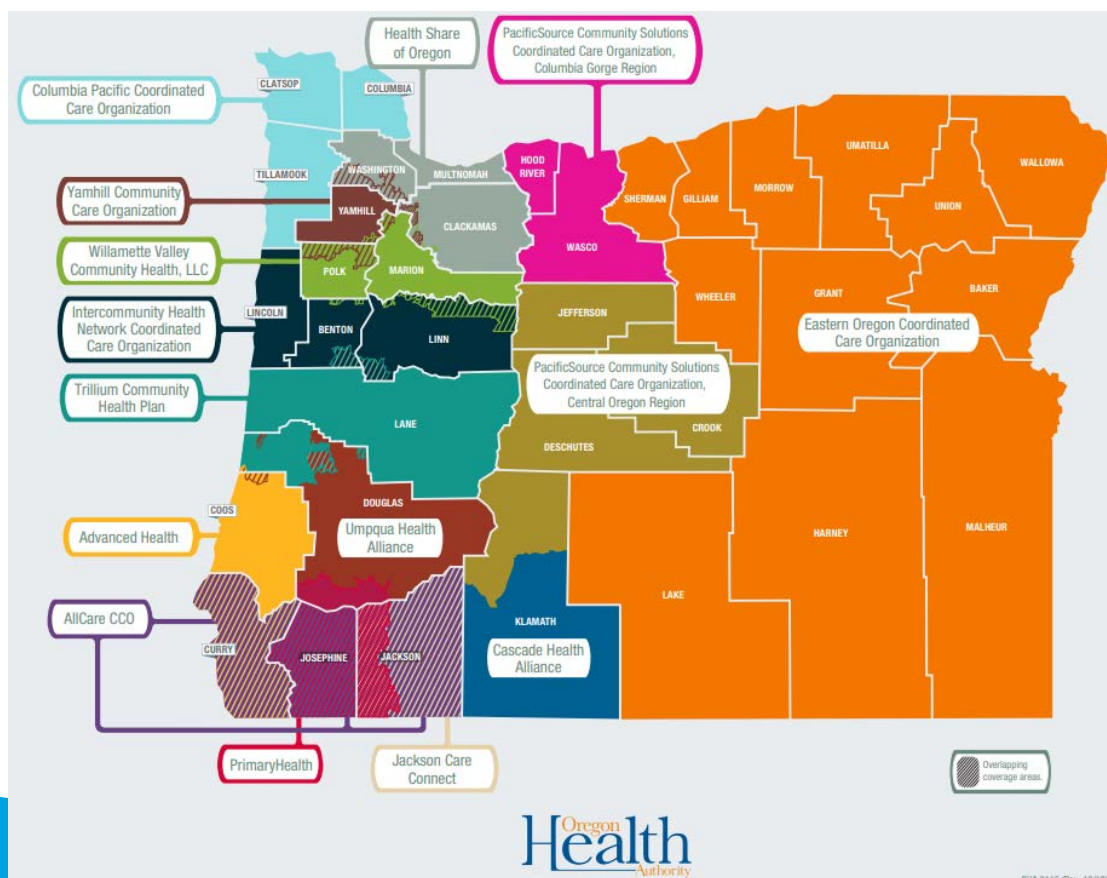 Health Share
of Oregon
PacificSource Community Solutions
Coordinated Care Organization,
Columbia Gorge Region
Columbia Pacific Coordinated
Care Organization
CLATSOP
COLUMBIA
TILLAMOOK
WASHINGTON
MULTNOMAH
HOOD
RIVER
UMATILLA
WALLOWA
MORROW
SHERMAN
GILLIAM
UNION
Yamhill Community
Care Organization
YAMHILL
CLACKAMAS
WASCO
Willamette Valley
Community Health, LLC
POLK
MARION
WHEELER
GRANT
BAKER
Intercommunity Health
Network Coordinated
Care Organization
LINCOLN
BENTON
LINN
JEFFERSON
Eastern Oregon Coordinated
Care Organization
PacificSource Community Solutions
Coordinated Care Organization,
Central Oregon Region
Trillium Community
Health Plan
LANE
CROOK
DESCHUTES
COOS
DOUGLAS
Umpqua Health
Alliance
Advanced Health
HARNEY
MALHEUR
LAKE
AllCare CCO
CURRY
JOSEPHINE
JACKSON
KLAMATH
Cascade Health
Alliance
PrimaryHealth
Jackson Care
Connect
Overlapping
coverage areas.
Oregon
Health
Authority